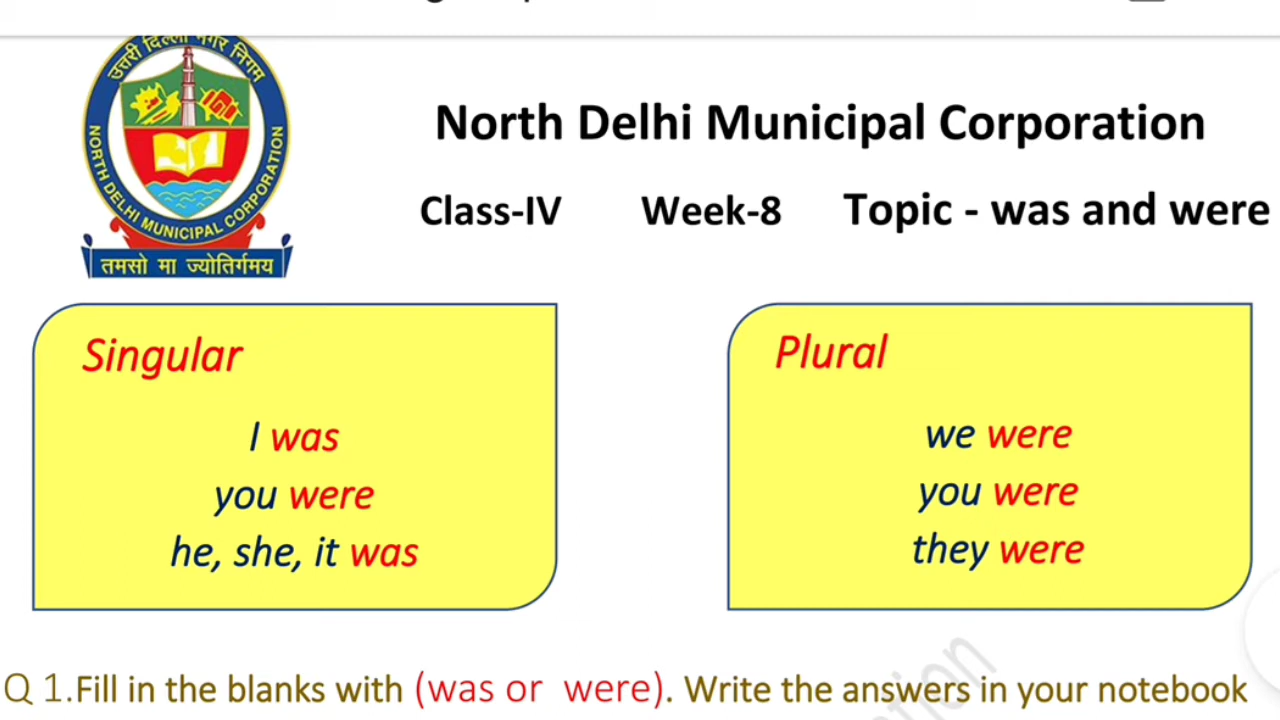 उत्तरी दिल्ली नगर निगम
NORTH DELHI MUNICIPAL CORPORATION
तमसो मा ज्योतिर्गमय
North Delhi Municipal Corporation
Class-IV Week-8 Topic - was and were
Singular
I was
you were
he, she, it was
Plural
we were
you were
they were
Q 1.Fill in the blanks with (was or were). Write the answers in your notebook